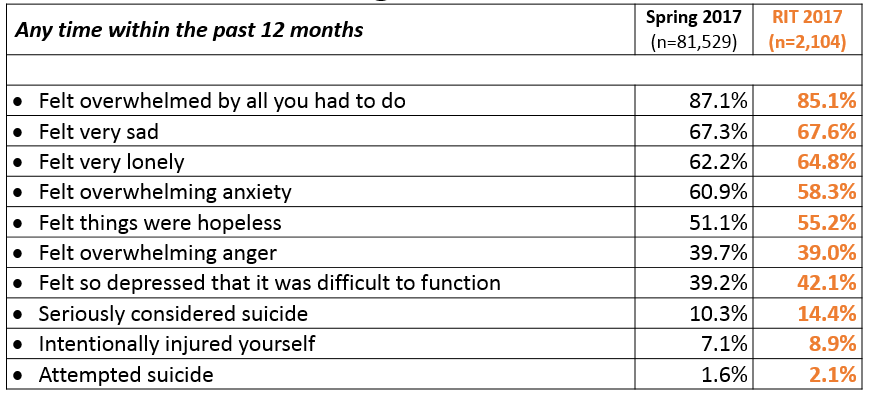 Any time within the past 12 months Spring 2017 (n=81,529) RIT 2017 (n=2,104)
• Felt overwhelmed by all you had to do 87.1% 85.1%
• Felt very sad 67.3% 67.6%
• Felt very lonely 62.2% 64.8%
• Felt overwhelming anxiety 60.9% 58.3%
• Felt things were hopeless 51.1% 55.2%
• Felt overwhelming anger 39.7% 39.0%
• Felt so depressed that it was difficult to function 39.2% 42.1%
• Seriously considered suicide 10.3% 14.4%
• Intentionally injured yourself 7.1% 8.9%
• Attempted suicide 1.6% 2.1%